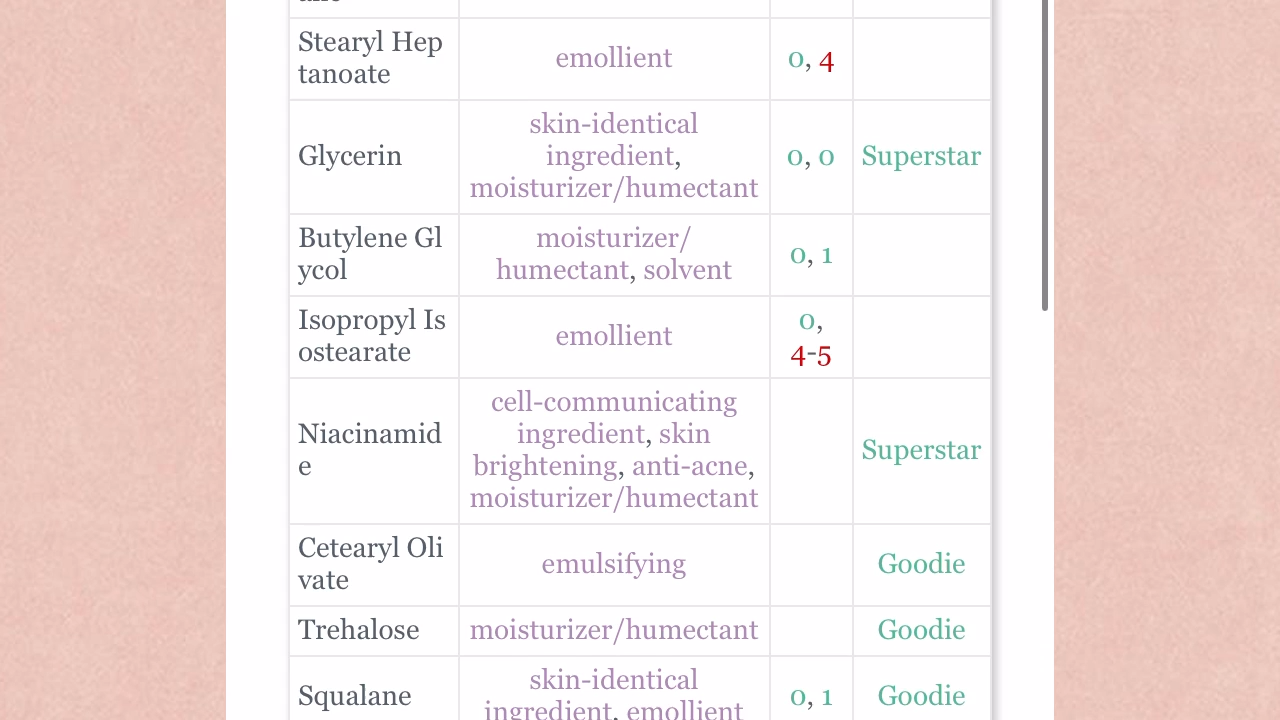 Stearyl Hep
tanoate
emollient
0, 4
Glycerin
skin-identical
ingredient,
moisturizer/humectant
0, 0
Superstar
Butylene Gl
ycol
moisturizer/
humectant, solvent
0, 1
Isopropyl Is
ostearate
emollient
0,
4-5
Niacinamid
e
cell-communicating
ingredient, skin
brightening, anti-acne,
moisturizer/humectant
Superstar
Cetearyl Oli
vate
emulsifying
Goodie
Trehalose
moisturizer/humectant
Goodie
Squalane
skin-identical
ingredient, emollient
0, 1
Goodie